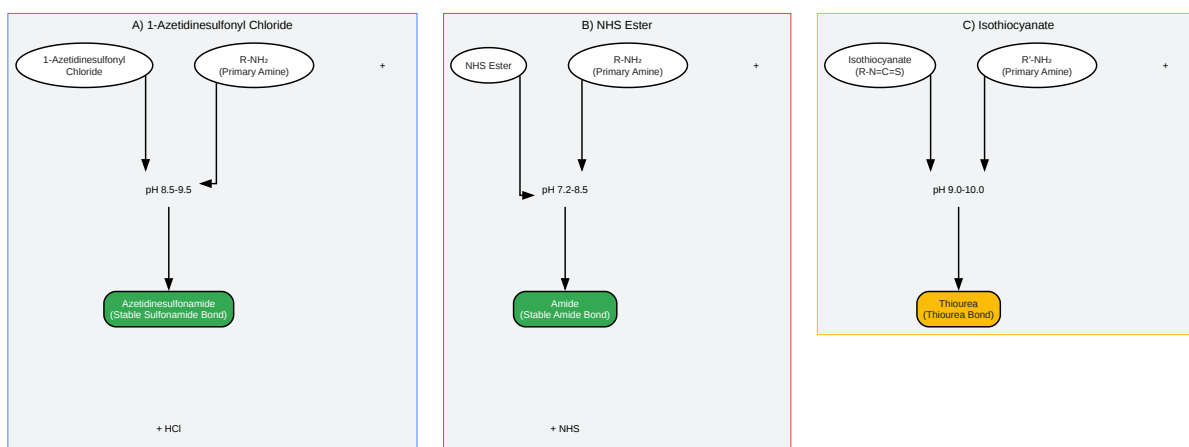 A) 1-Azetidinesulfonyl Chloride
1-Azetidinesulfonyl
Chloride
R-NH₂
(Primary Amine)
+
pH 8.5-9.5
Azetidinesulfonamide
(Stable Sulfonamide Bond)
+ HCl
B) NHS Ester
NHS Ester
R-NH₂
(Primary Amine)
+
pH 7.2-8.5
Amide
(Stable Amide Bond)
+ NHS
C) Isothiocyanate
Isothiocyanate
(R-N=C=S)
R'-NH₂
(Primary Amine)
+
pH 9.0-10.0
Thiourea
(Thiourea Bond)